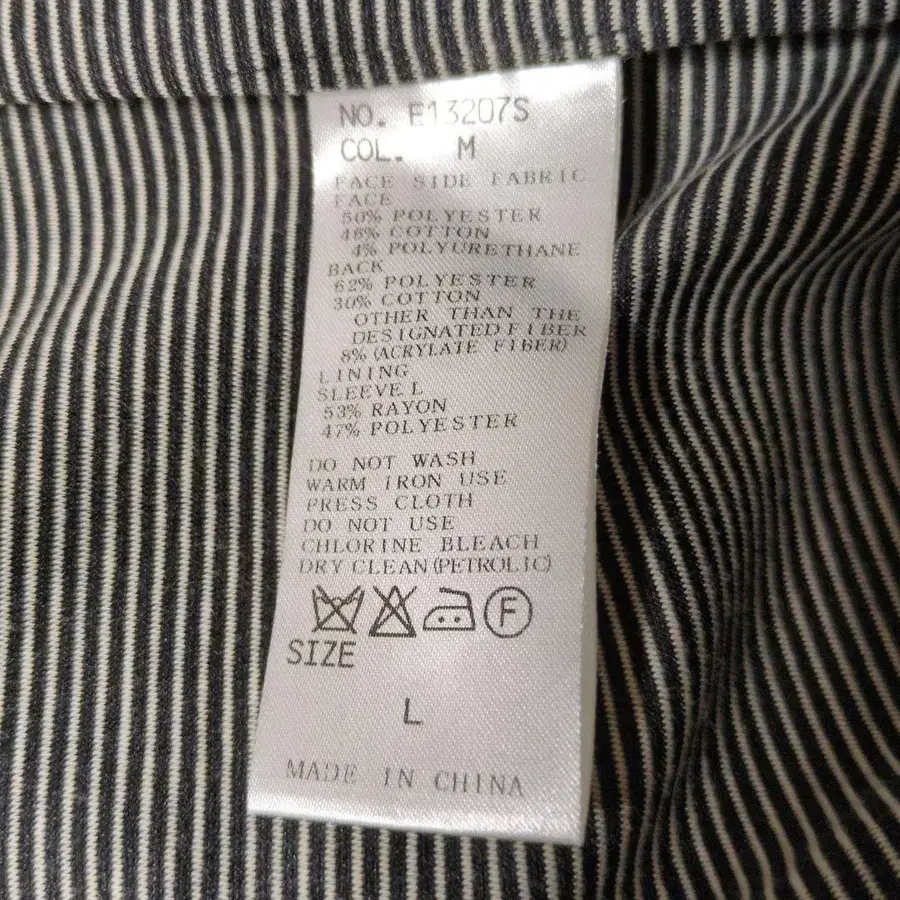 NO. E13207S
COL. M
FACE SIDE FABRIC
FACE
50% POLYESTER
46% COTTON
4% POLYURETHANE
BACK
62% POLYESTER
30% COTTON
OTHER THAN THE
DESIGNATED FIBER
8% (ACRYLATE FIBER)
LINING
SLEEVE L
53% RAYON
47% POLYESTER
DO NOT WASH
WARM IRON USE
PRESS CLOTH
DO NOT USE
CHLORINE BLEACH
DRY CLEAN (PETROLIC)
F
SIZE
L
MADE IN CHINA